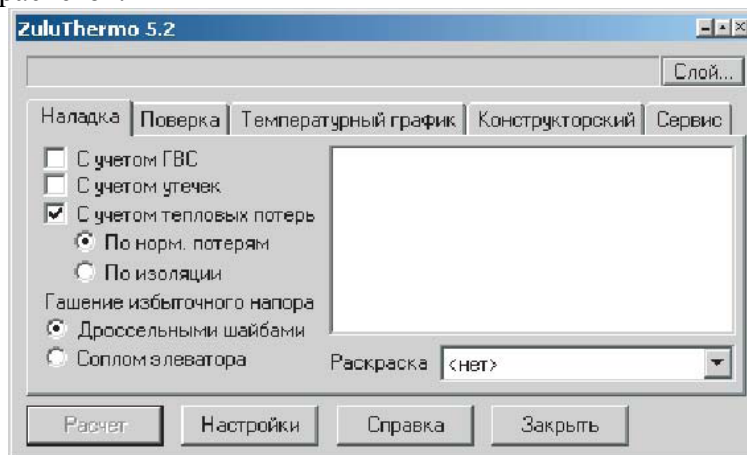 ZuluThermo 5.2
Слой...
Наладка Поверка Температурный график Конструкторский Сервис
С учетом ГВС
С учетом утечек
С учетом тепловых потерь
По норм. потерям
По изоляции
Гашение избыточного напора
Дроссельными шайбами
Соплом элеватора
Раскраска <нет>
Расчет Настройки Справка Закрыть